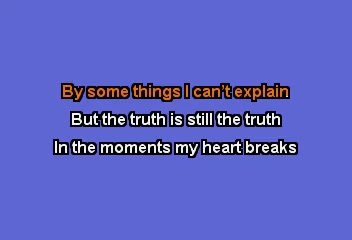 By some things I can't explain
But the truth is still the truth
In the moments my heart breaks